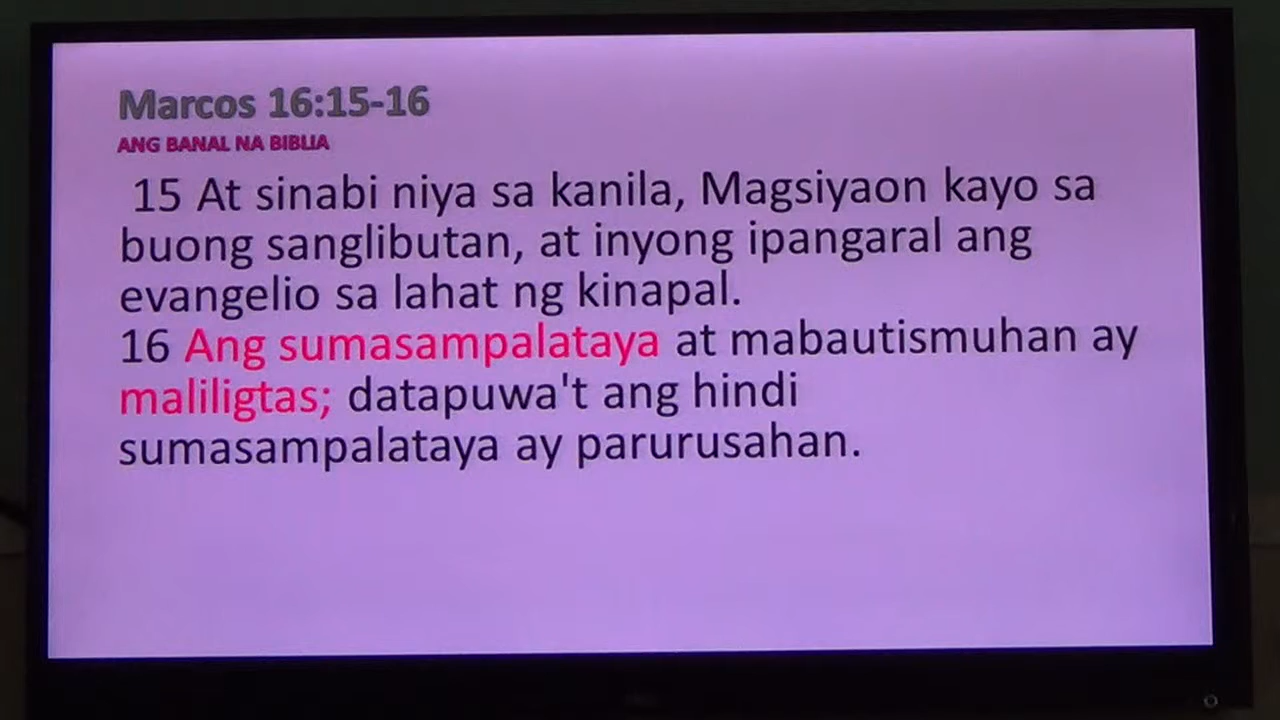 Marcos 16:15-16
ANG BANAL NA BIBLIA
15 At sinabi niya sa kanila, Magsiyaon kayo sa
buong sanglibutan, at inyong ipangaral ang
evangelio sa lahat ng kinapal.
16 Ang sumasampalataya at mabautismuhan ay
maliligtas; datapuwa't ang hindi
sumasampalataya ay parurusahan.